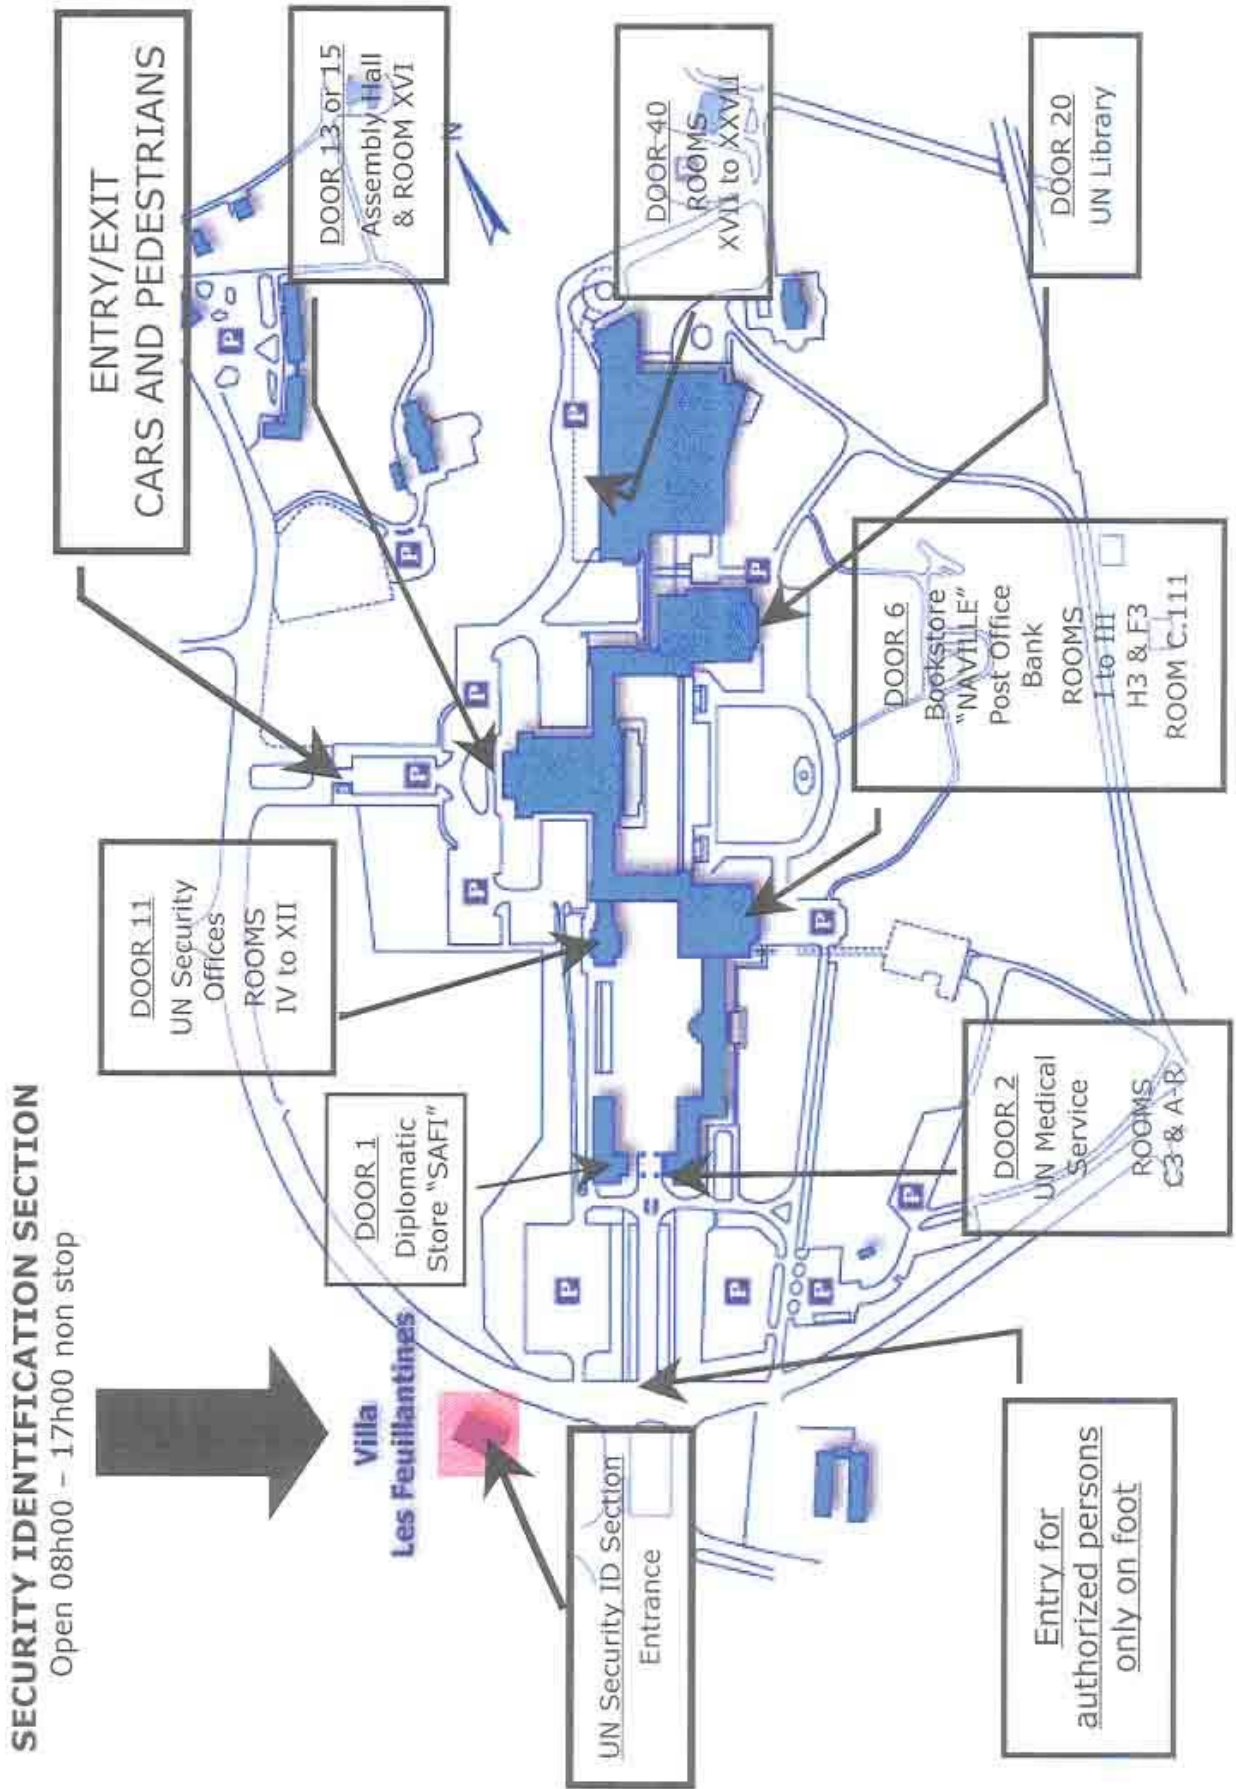 SECURITY IDENTIFICATION SECTION
Open 08h00 – 17h00 non stop
Villa
Les Feuillantines
UN Security ID Section
Entrance
Entry for
authorized persons
only on foot
DOOR 1
Diplomatic
Store "SAFI"
DOOR 11
UN Security
Offices
ROOMS
IV to XII
DOOR 2
UN Medical
Service
ROOMS
C3 & A-R
ENTRY/EXIT
CARS AND PEDESTRIANS
DOOR 13 or 15
Assembly Hall
& ROOM XVI
N
DOOR 40
ROOMS
XVII to XXVII
DOOR 20
UN Library
DOOR 6
Bookstore
"NAVILLE"
Post Office
Bank
ROOMS
I to III
H3 & F3
ROOM C.111
P
P
P
P
P
P
P
P
P
P
P
P